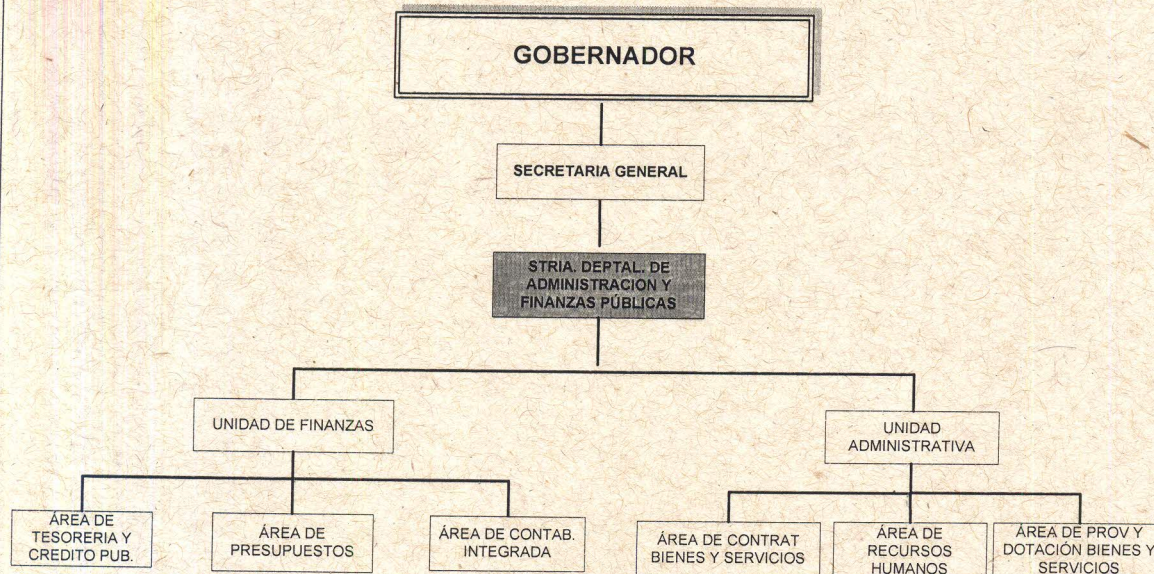 GOBERNADOR
SECRETARIA GENERAL
STRIA. DEPTAL. DE
ADMINISTRACION Y
FINANZAS PÚBLICAS
UNIDAD DE FINANZAS
UNIDAD
ADMINISTRATIVA
ÁREA DE
TESORERIA Y
CREDITO PUB.
ÁREA DE
PRESUPUESTOS
ÁREA DE CONTAB.
INTEGRADA
ÁREA DE CONTRAT
BIENES Y SERVICIOS
ÁREA DE
RECURSOS
HUMANOS
ÁREA DE PROV Y
DOTACIÓN BIENES Y
SERVICIOS